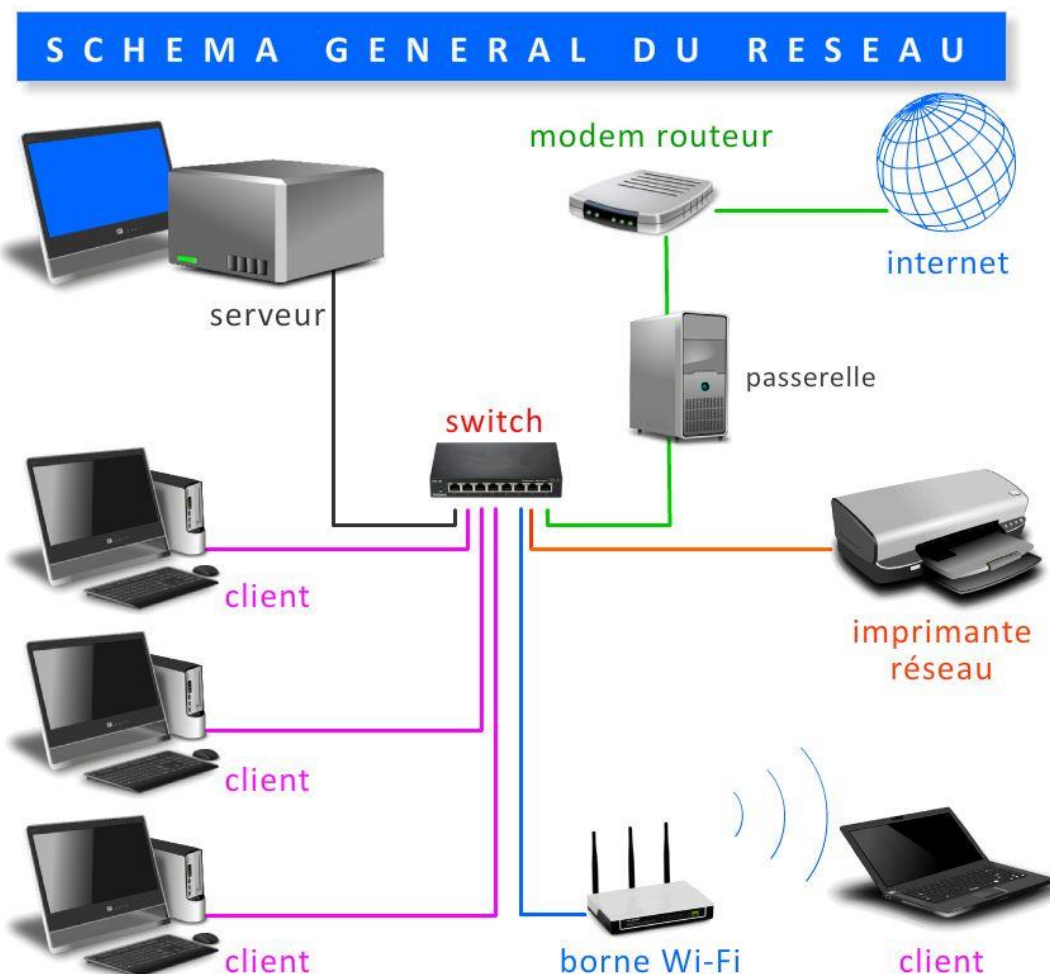 SCHEMA GENERAL DU RESEAU
modem routeur
internet
serveur
passerelle
switch
client
imprimante
réseau
client
client
borne Wi-Fi
client